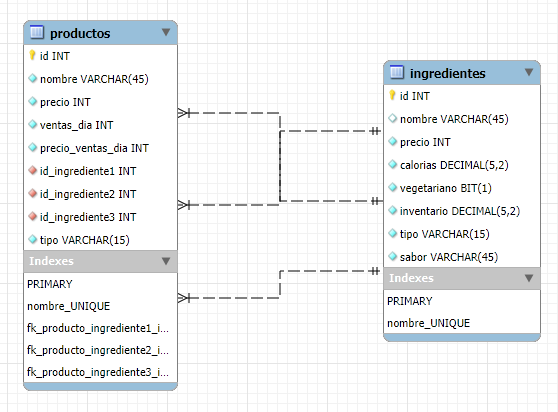 productos
id INT
nombre VARCHAR(45)
precio INT
ventas_dia INT
precio_ventas_dia INT
id_ingrediente1 INT
id_ingrediente2 INT
id_ingrediente3 INT
tipo VARCHAR(15)
Indexes
PRIMARY
nombre_UNIQUE
fk_producto_ingrediente1_i...
fk_producto_ingrediente2_i...
fk_producto_ingrediente3_i...
ingredientes
id INT
nombre VARCHAR(45)
precio INT
calorias DECIMAL(5,2)
vegetariano BIT(1)
inventario DECIMAL(5,2)
tipo VARCHAR(15)
sabor VARCHAR(45)
Indexes
PRIMARY
nombre_UNIQUE